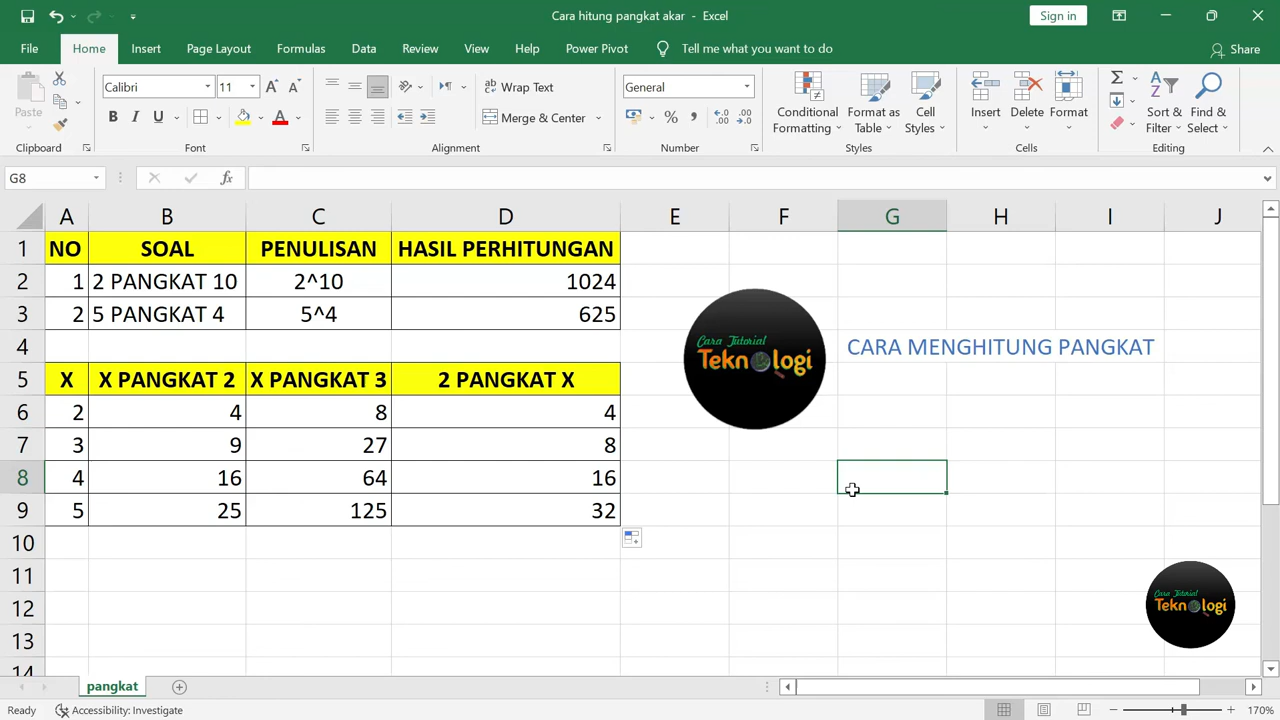 Cara hitung pangkat akar - Excel
Sign in
File Home Insert Page Layout Formulas Data Review View Help Power Pivot Tell me what you want to do Share
Calibri 11 Wrap Text General
Paste B I U Merge & Center Conditional Formatting Format as Table Cell Styles Insert Delete Format Sort & Filter Find & Select
Clipboard Font Alignment Number Styles Cells Editing
G8 fx
A B C D E F G H I J
1 NO SOAL PENULISAN HASIL PERHITUNGAN
2 1 2 PANGKAT 10 2^10 1024
3 2 5 PANGKAT 4 5^4 625
4 CARA MENGHITUNG PANGKAT
Cara Tutorial
Teknologi
5 X X PANGKAT 2 X PANGKAT 3 2 PANGKAT X
6 2 4 8 4
7 3 9 27 8
8 4 16 64 16
9 5 25 125 32
10
11
12
Cara Tutorial
Teknologi
13
14
pangkat
Ready Accessibility: Investigate 170%